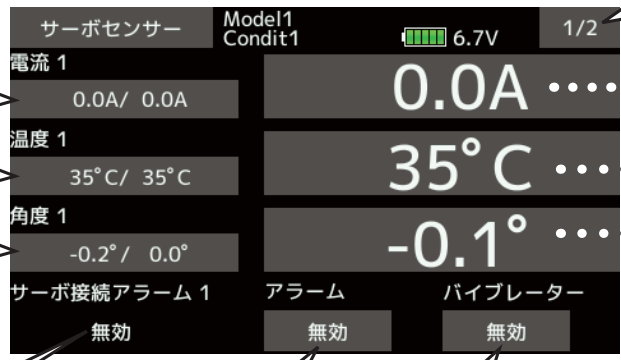 サーボセンサー
Model1
Condit1
6.7V
1/2
電流 1
0.0A/ 0.0A
0.0A
温度 1
35°C/ 35°C
35°C
角度 1
-0.2°/ 0.0°
-0.1°
サーボ接続アラーム 1
アラーム
バイブレーター
無効
無効
無効